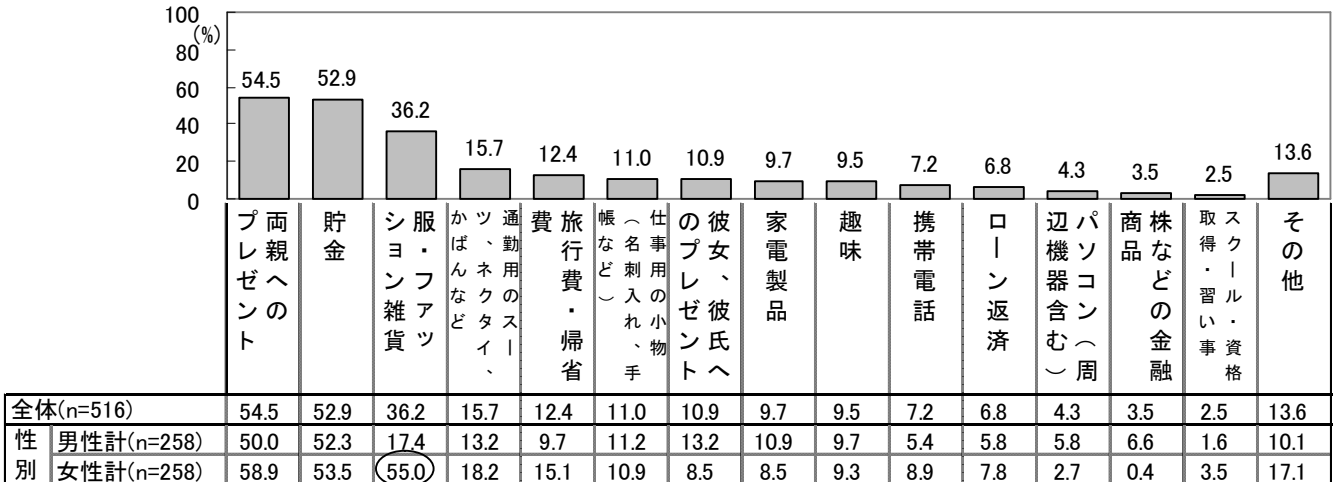 100
(%)
80
60
40
20
0
54.5 52.9 36.2 15.7 12.4 11.0 10.9 9.7 9.5 7.2 6.8 4.3 3.5 2.5 13.6
両親への
プレゼント
貯金
服・ファッ
ション雑貨
通勤用のスー
ツ、ネクタイ、
かばんなど
旅行費・帰省
費
仕事用の小物
（名刺入れ、手
帳など）
彼女、彼氏へ
のプレゼント
家電製品
趣味
携帯電話
ローン返済
パソコン（周
辺機器含む）
株などの金融
商品
スクール・資格
取得・習い事
その他
全体(n=516) 54.5 52.9 36.2 15.7 12.4 11.0 10.9 9.7 9.5 7.2 6.8 4.3 3.5 2.5 13.6
性別
男性計(n=258) 50.0 52.3 17.4 13.2 9.7 11.2 13.2 10.9 9.7 5.4 5.8 5.8 6.6 1.6 10.1
女性計(n=258) 58.9 53.5 55.0 18.2 15.1 10.9 8.5 8.5 9.3 8.9 7.8 2.7 0.4 3.5 17.1